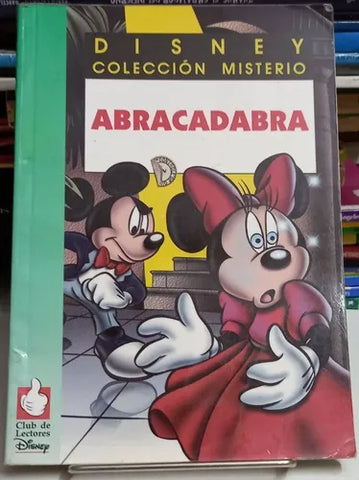 DISNEY
COLECCIÓN MISTERIO
ABRACADABRA
Club de
Lectores
Disney